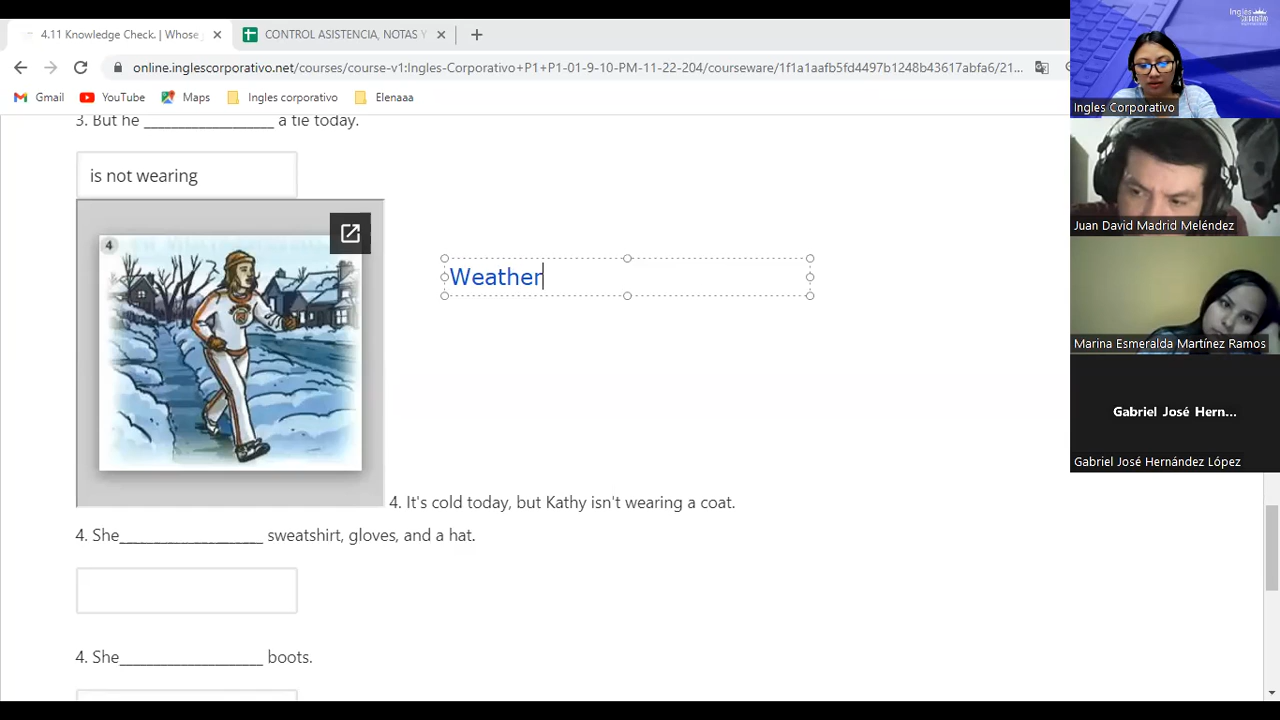 4.11 Knowledge Check. | Whose j
CONTROL ASISTENCIA, NOTAS Y
online.inglescorporativo.net/courses/course-v1:Ingles-Corporativo+P1+P1-01-9-10-PM-11-22-204/courseware/1f1a1aafb5fd4497b1248b43617abfa6/21...
Gmail
YouTube
Maps
Ingles corporativo
Elenaaa
3. But he __________________ a tie today.
is not wearing
4
Weather
4. It's cold today, but Kathy isn't wearing a coat.
4. She____________________ sweatshirt, gloves, and a hat.
4. She____________________ boots.
Ingles
Ingles Corporativo
Juan David Madrid Meléndez
Marina Esmeralda Martínez Ramos
Gabriel José Hern...
Gabriel José Hernández López